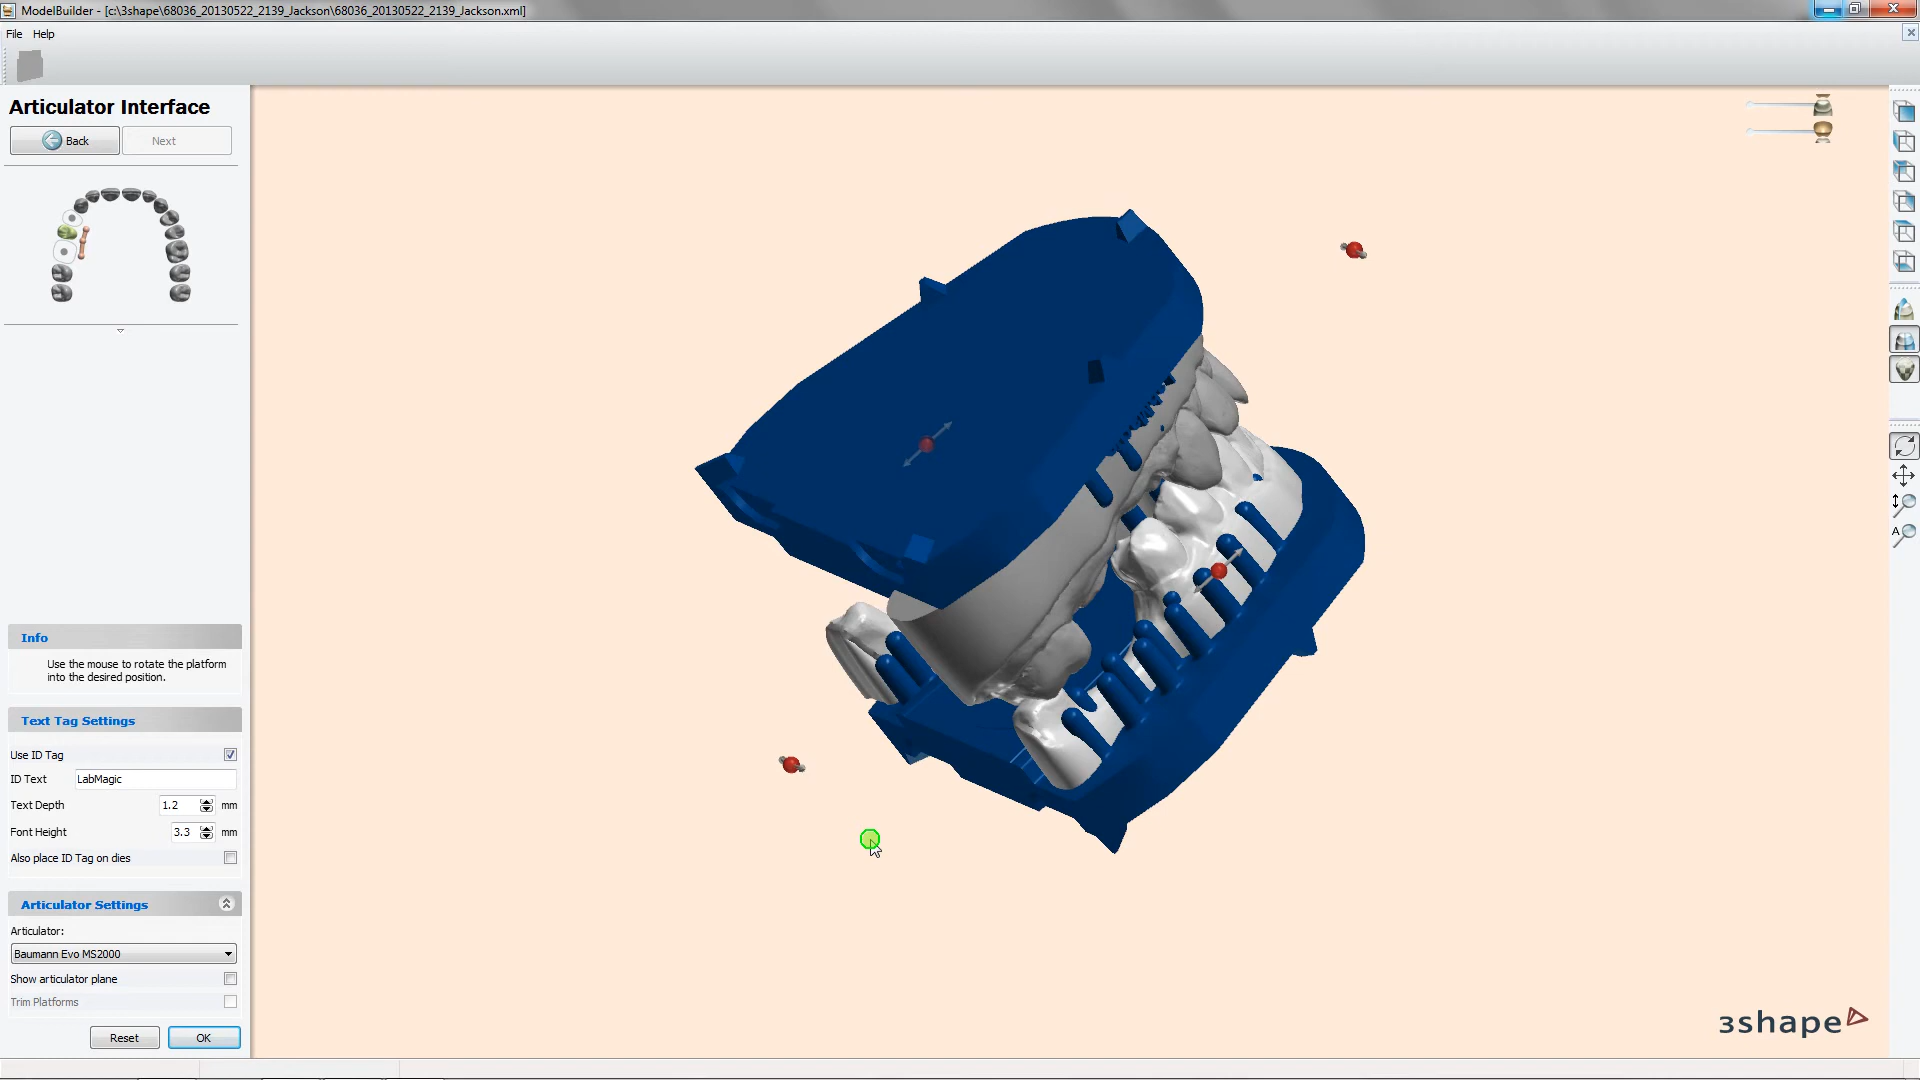 ModelBuilder - [c:\3shape\68036_20130522_2139_Jackson\68036_20130522_2139_Jackson.xml]
File Help
Articulator Interface
Back Next
Info
Use the mouse to rotate the platform
into the desired position.
Text Tag Settings
Use ID Tag
ID Text LabMagic
Text Depth 1.2 mm
Font Height 3.3 mm
Also place ID Tag on dies
Articulator Settings
Articulator:
Baumann Evo MS2000
Show articulator plane
Trim Platforms
Reset OK
A
3shape